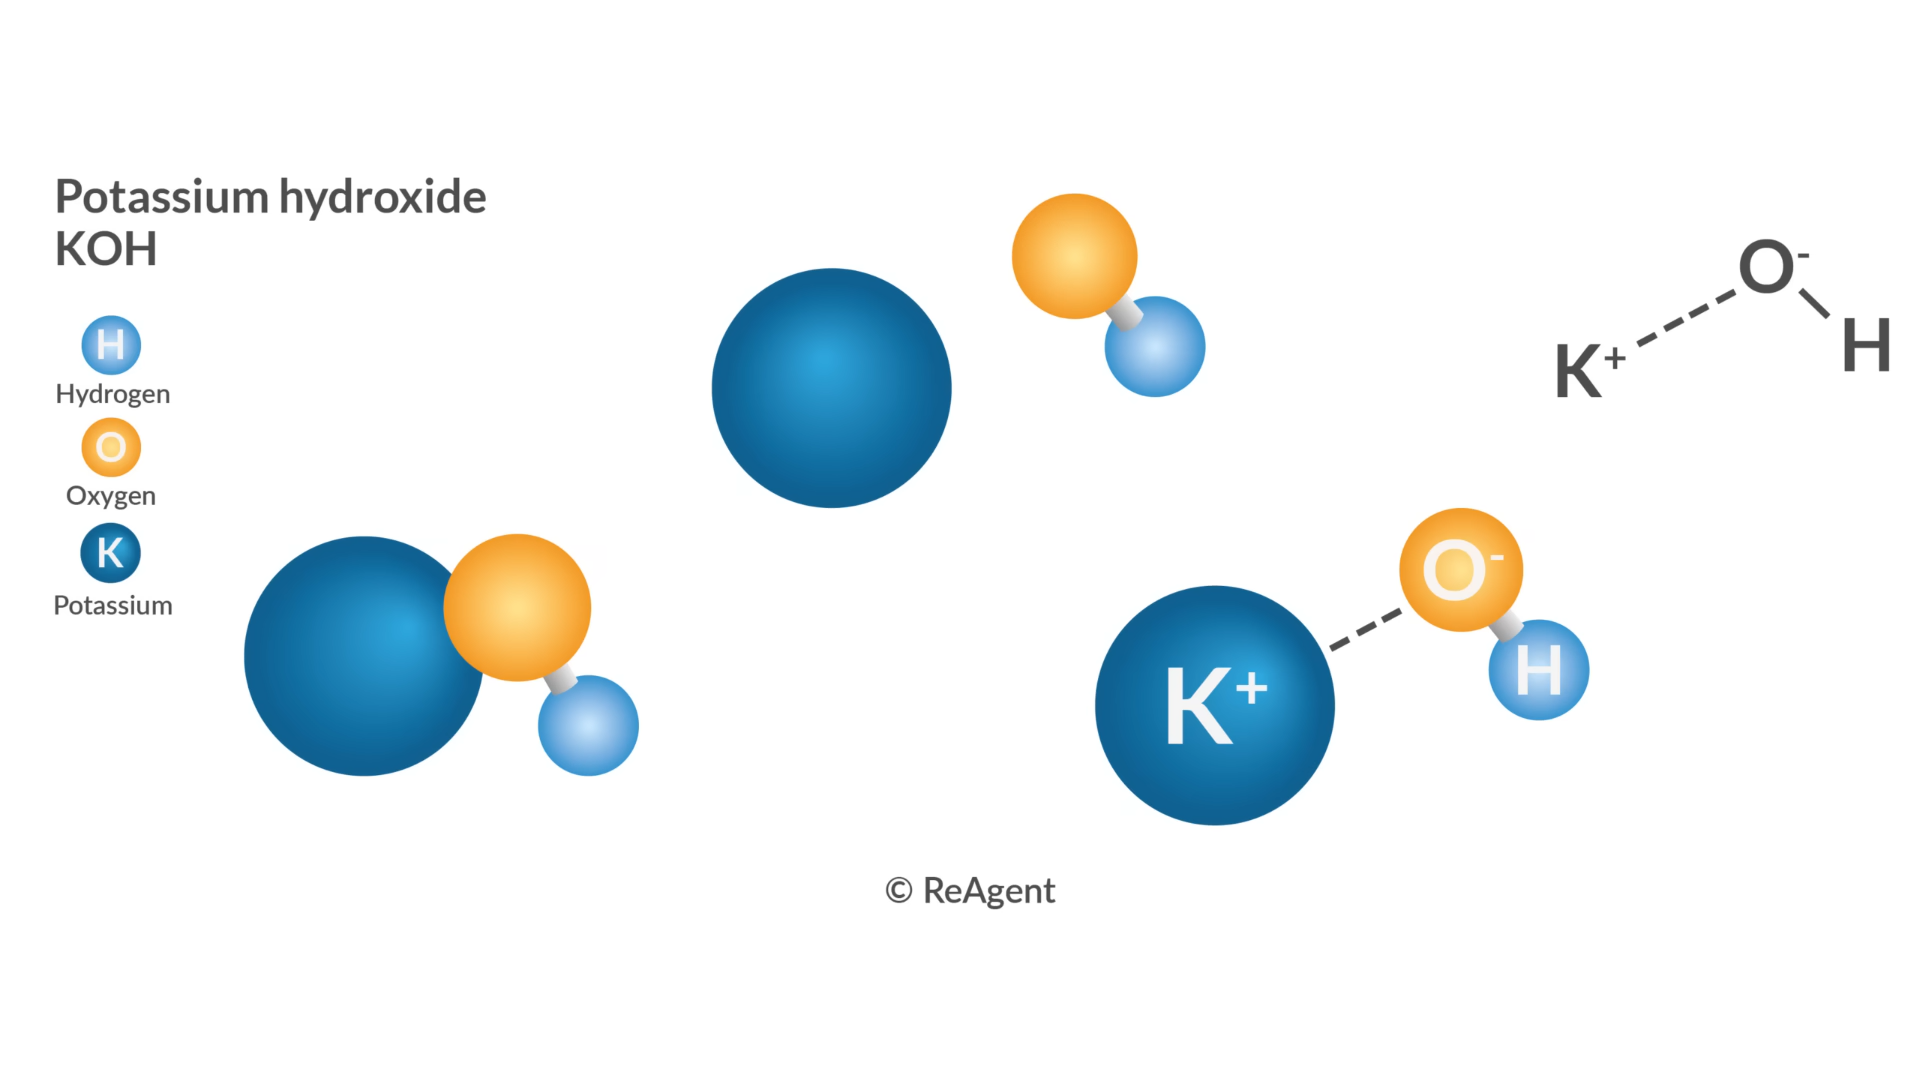 Potassium hydroxide
KOH
H
Hydrogen
O
Oxygen
K
Potassium
K⁺
O⁻
H
K⁺
O⁻
H
© ReAgent